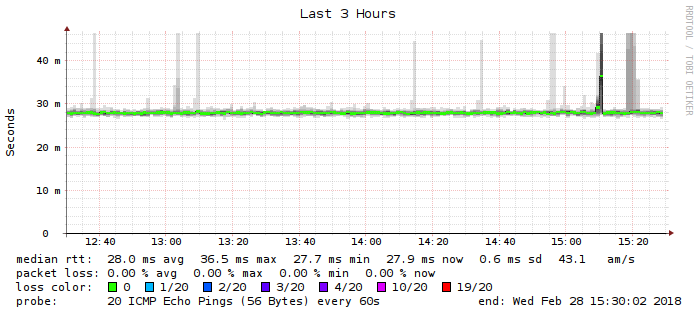 Last 3 Hours
RRDTOOL / TOBI OETIKER
Seconds
40 m
30 m
20 m
10 m
0
12:40 13:00 13:20 13:40 14:00 14:20 14:40 15:00 15:20
median rtt: 28.0 ms avg 36.5 ms max 27.7 ms min 27.9 ms now 0.6 ms sd 43.1 am/s
packet loss: 0.00 % avg 0.00 % max 0.00 % min 0.00 % now
loss color: 0 1/20 2/20 3/20 4/20 10/20 19/20
probe: 20 ICMP Echo Pings (56 Bytes) every 60s end: Wed Feb 28 15:30:02 2018